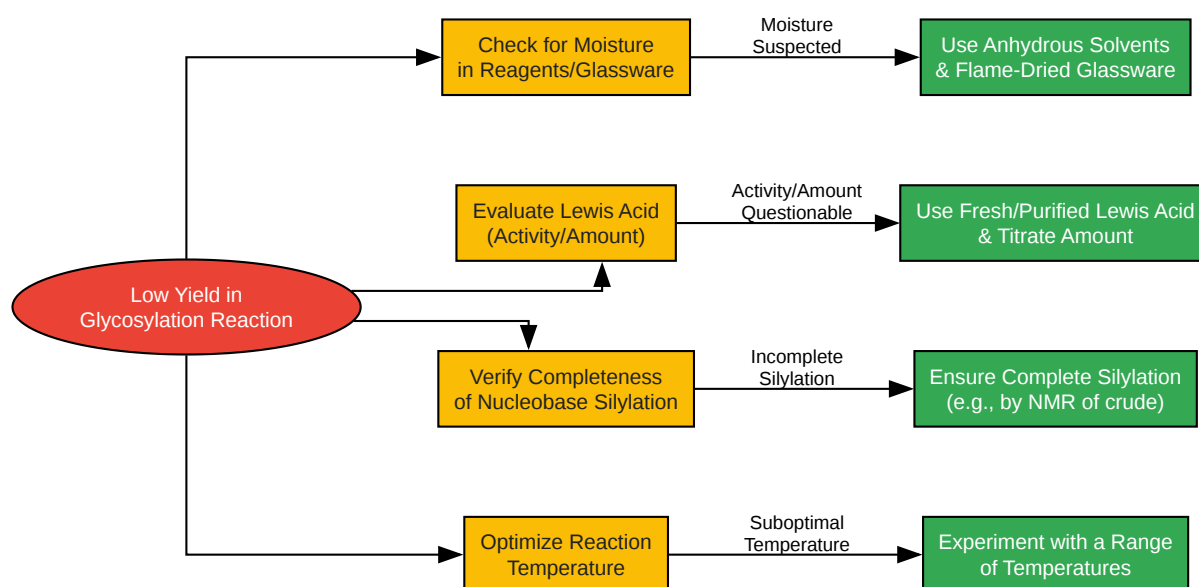 Check for Moisture
in Reagents/Glassware
Moisture
Suspected
Use Anhydrous Solvents
& Flame-Dried Glassware
Evaluate Lewis Acid
(Activity/Amount)
Activity/Amount
Questionable
Use Fresh/Purified Lewis Acid
& Titrate Amount
Low Yield in
Glycosylation Reaction
Verify Completeness
of Nucleobase Silylation
Incomplete
Silylation
Ensure Complete Silylation
(e.g., by NMR of crude)
Optimize Reaction
Temperature
Suboptimal
Temperature
Experiment with a Range
of Temperatures